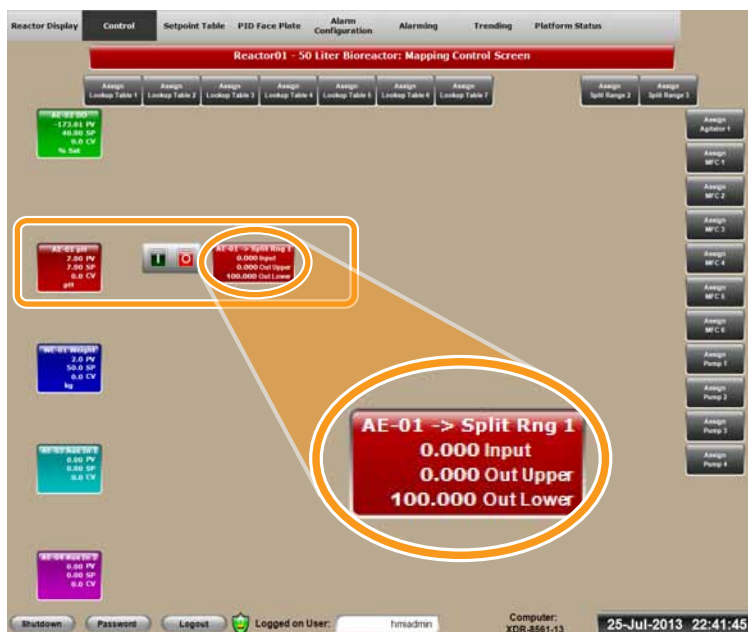 Reactor Display
Control
Setpoint Table
PID Face Plate
Alarm
Configuration
Alarming
Trending
Platform Status
Reactor01 - 50 Liter Bioreactor: Mapping Control Screen
Assign
Lookup Table 1
Assign
Lookup Table 2
Assign
Lookup Table 3
Assign
Lookup Table 4
Assign
Lookup Table 5
Assign
Lookup Table 6
Assign
Lookup Table 7
Assign
Split Range 2
Assign
Split Range 3
AE-02 DO
-173.01 PV
40.00 SP
0.0 CV
% Sat
Assign
Agitator 1
Assign
MFC 1
Assign
MFC 2
Assign
MFC 3
Assign
MFC 4
Assign
MFC 5
Assign
MFC 6
Assign
Pump 1
Assign
Pump 2
Assign
Pump 3
Assign
Pump 4
AE-01 pH
7.00 PV
7.00 SP
0.0 CV
pH
AE-01 -> Split Rng 1
0.000 Input
0.000 Out Upper
100.000 Out Lower
WE-01 Weight
2.0 PV
50.0 SP
0.0 CV
kg
AE-01 -> Split Rng 1
0.000 Input
0.000 Out Upper
100.000 Out Lower
AE-03 Aux In 1
0.00 PV
0.00 SP
0.0 CV
AE-04 Aux In 2
0.00 PV
0.00 SP
0.0 CV
Shutdown
Password
Logout
Logged on User:
hmiadmin
Computer:
XDR-8561-13
25-Jul-2013 22:41:45